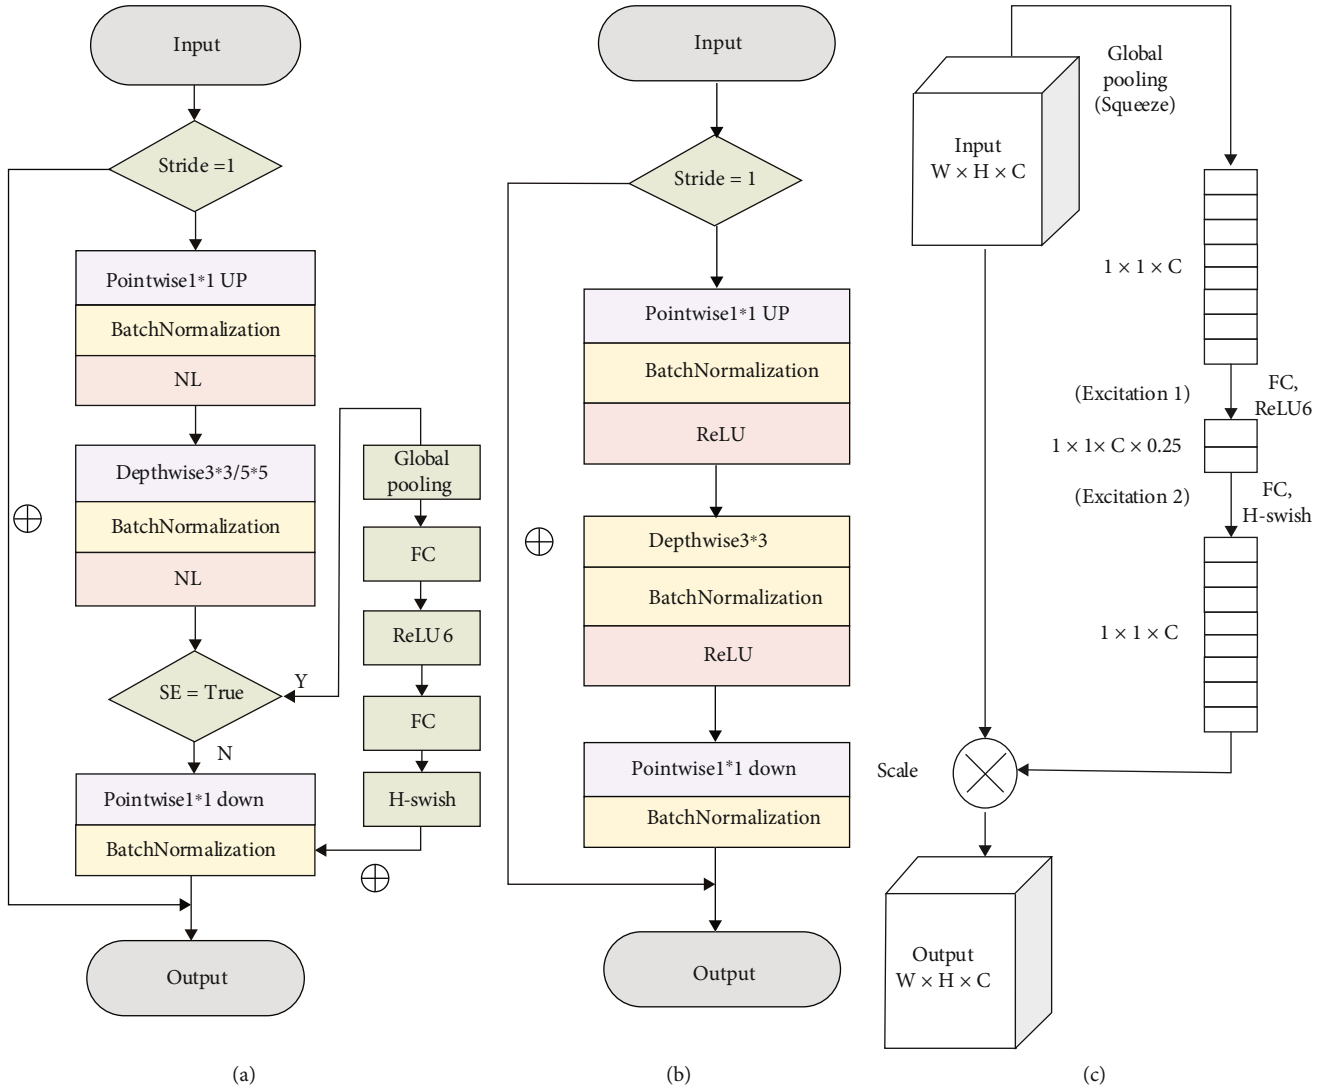 Input
Stride =1
Pointwise1*1 UP
BatchNormalization
NL
Depthwise3*3/5*5
BatchNormalization
NL
SE = True
Y
N
Pointwise1*1 down
BatchNormalization
Output
Global
pooling
FC
ReLU 6
FC
H-swish
(a)
Input
Stride = 1
Pointwise1*1 UP
BatchNormalization
ReLU
Depthwise3*3
BatchNormalization
ReLU
Pointwise1*1 down
BatchNormalization
Output
(b)
Global
pooling
(Squeeze)
Input
W × H × C
1 × 1 × C
(Excitation 1)
FC,
ReLU6
1 × 1× C × 0.25
(Excitation 2)
FC,
H-swish
1 × 1 × C
Scale
Output
W × H × C
(c)